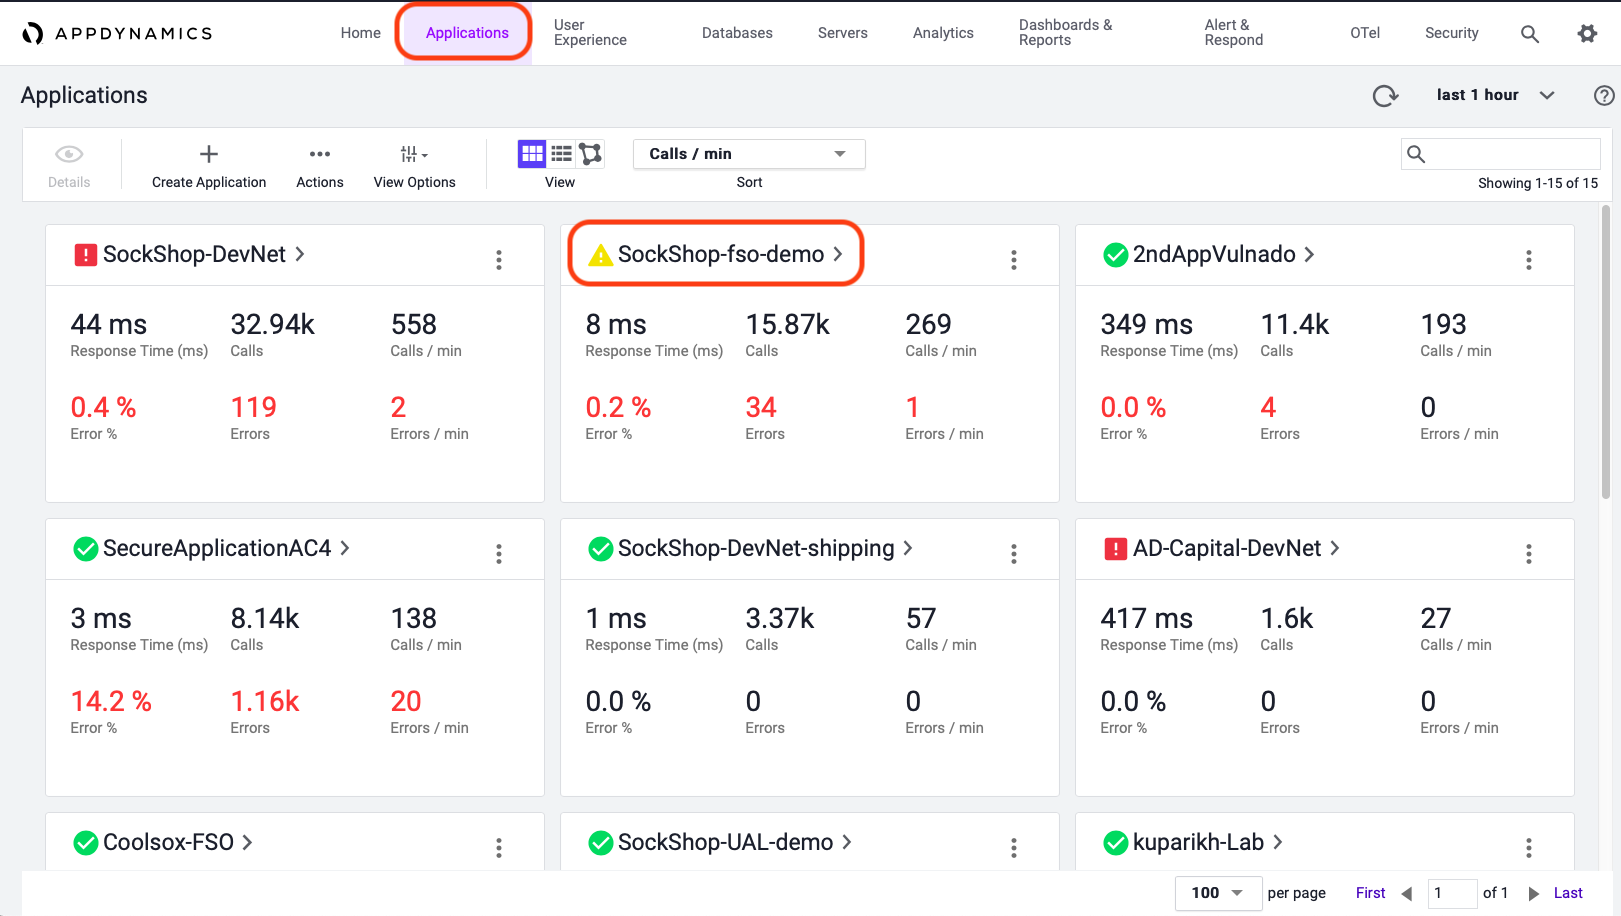 APPDYNAMICS
Home
Applications
User
Experience
Databases
Servers
Analytics
Dashboards &
Reports
Alert &
Respond
OTel
Security
Applications
last 1 hour
Details
Create Application
Actions
View Options
View
Calls / min
Sort
Showing 1-15 of 15
SockShop-DevNet
44 ms 32.94k 558
Response Time (ms) Calls Calls / min
0.4 % 119 2
Error % Errors Errors / min
SockShop-fso-demo
8 ms 15.87k 269
Response Time (ms) Calls Calls / min
0.2 % 34 1
Error % Errors Errors / min
2ndAppVulnado
349 ms 11.4k 193
Response Time (ms) Calls Calls / min
0.0 % 4 0
Error % Errors Errors / min
SecureApplicationAC4
3 ms 8.14k 138
Response Time (ms) Calls Calls / min
14.2 % 1.16k 20
Error % Errors Errors / min
SockShop-DevNet-shipping
1 ms 3.37k 57
Response Time (ms) Calls Calls / min
0.0 % 0 0
Error % Errors Errors / min
AD-Capital-DevNet
417 ms 1.6k 27
Response Time (ms) Calls Calls / min
0.0 % 0 0
Error % Errors Errors / min
Coolsox-FSO
SockShop-UAL-demo
kuparikh-Lab
100 per page First 1 of 1 Last